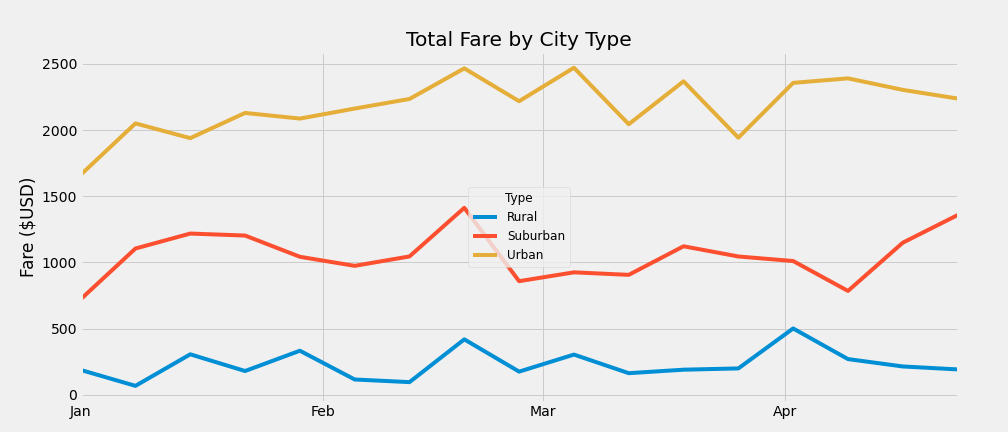 Total Fare by City Type
Fare ($USD)
2500
2000
1500
1000
500
0
Type
Rural
Suburban
Urban
Jan Feb Mar Apr